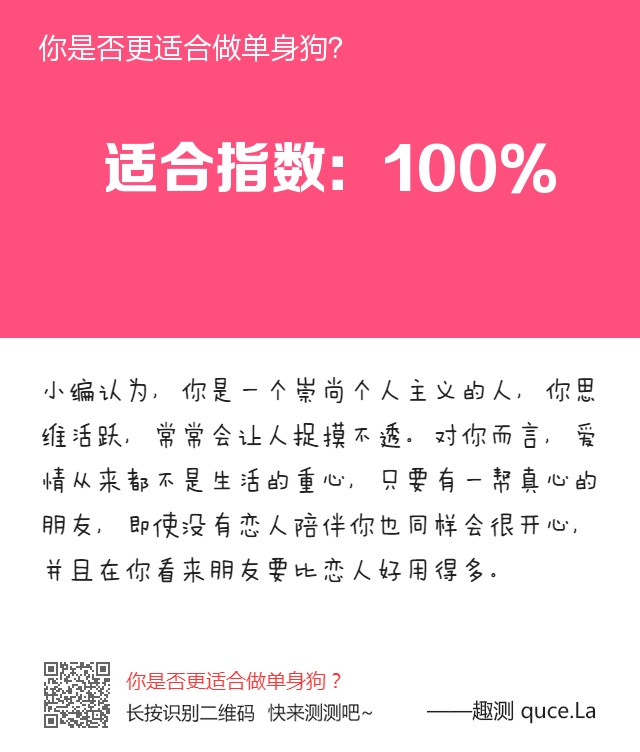 你是否更适合做单身狗?
适合指数: 100%
小编认为, 你是一个崇尚个人主义的人, 你思
维活跃, 常常会让人捉摸不透。对你而言, 爱
情从来都不是生活的重心, 只要有一帮真心的
朋友, 即使没有恋人陪伴你也同样会很开心,
并且在你看来朋友要比恋人好用得多。
你是否更适合做单身狗？
长按识别二维码 快来测测吧~
——趣测 quce.La